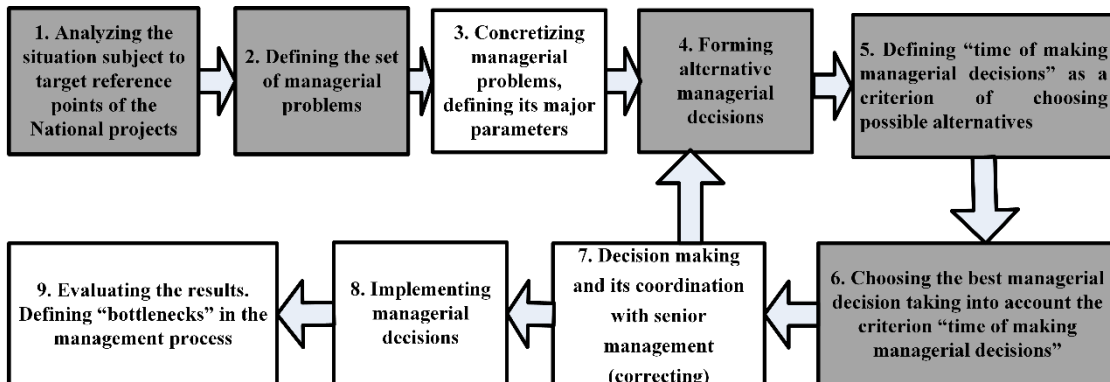 1. Analyzing the
situation subject to
target reference
points of the
National projects
2. Defining the set
of managerial
problems
3. Concretizing
managerial
problems,
defining its major
parameters
4. Forming
alternative
managerial
decisions
5. Defining “time of making
managerial decisions” as a
criterion of choosing
possible alternatives
6. Choosing the best managerial
decision taking into account the
criterion “time of making
managerial decisions”
7. Decision making
and its coordination
with senior
management
(correcting)
8. Implementing
managerial
decisions
9. Evaluating the results.
Defining “bottlenecks” in the
management process